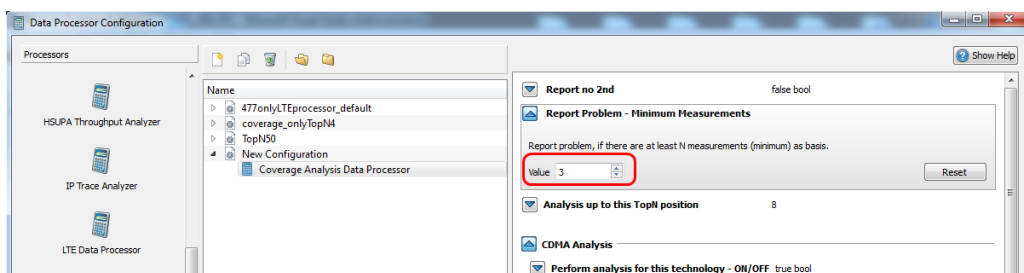 Data Processor Configuration
Processors
Show Help
HSUPA Throughput Analyzer
IP Trace Analyzer
LTE Data Processor
Name
477onlyLTEprocessor_default
coverage_onlyTopN4
TopN50
New Configuration
Coverage Analysis Data Processor
Report no 2nd false bool
Report Problem - Minimum Measurements
Report problem, if there are at least N measurements (minimum) as basis.
Value 3 Reset
Analysis up to this TopN position 8
CDMA Analysis
Perform analysis for this technology - ON/OFF true bool